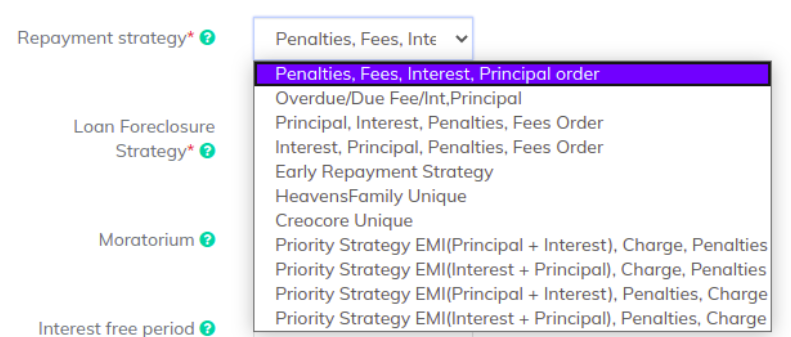 Repayment strategy* ?
Penalties, Fees, Inte
Penalties, Fees, Interest, Principal order
Overdue/Due Fee/Int,Principal
Principal, Interest, Penalties, Fees Order
Interest, Principal, Penalties, Fees Order
Early Repayment Strategy
HeavensFamily Unique
Creocore Unique
Priority Strategy EMI(Principal + Interest), Charge, Penalties
Priority Strategy EMI(Interest + Principal), Charge, Penalties
Priority Strategy EMI(Principal + Interest), Penalties, Charge
Priority Strategy EMI(Interest + Principal), Penalties, Charge
Loan Foreclosure
Strategy* ?
Moratorium ?
Interest free period ?